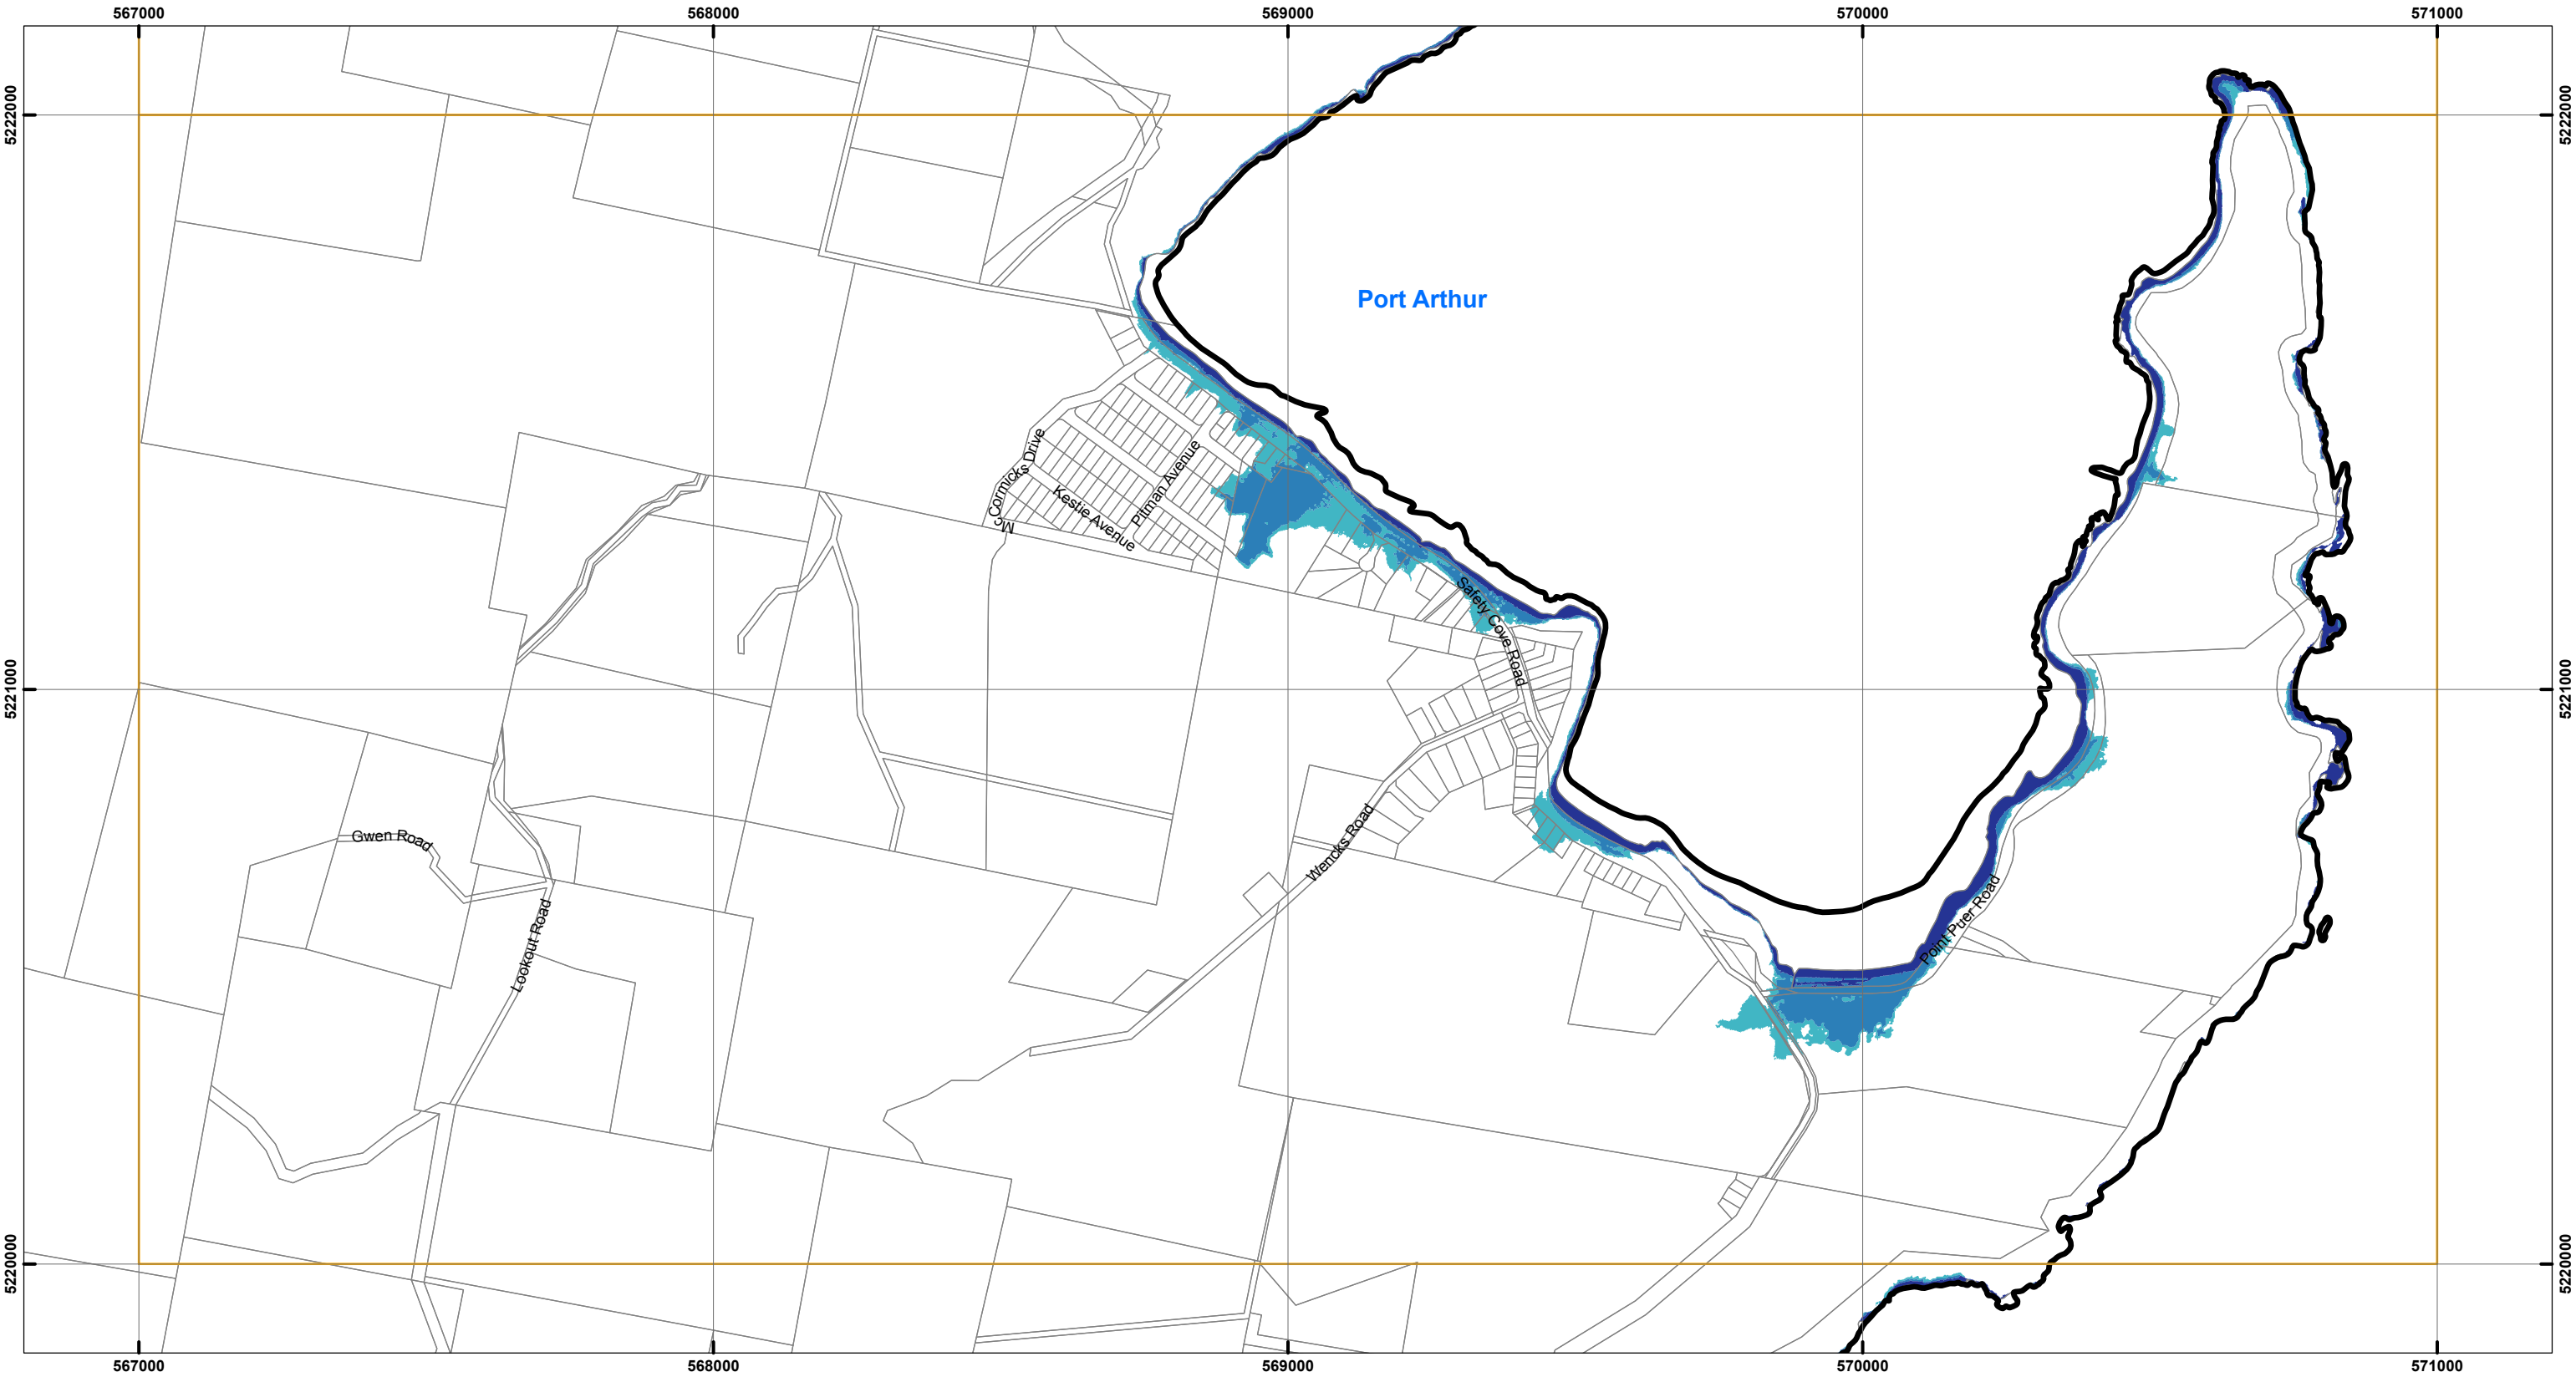 567000 568000 569000 570000 571000
5222000 5222000
Port Arthur
McCormicks Drive
Kestie Avenue
Pitman Avenue
Safety Cove Road
5221000 5221000
Gwen Road
Wencks Road
Lookout Road
Point Puer Road
5220000 5220000
567000 568000 569000 570000 571000